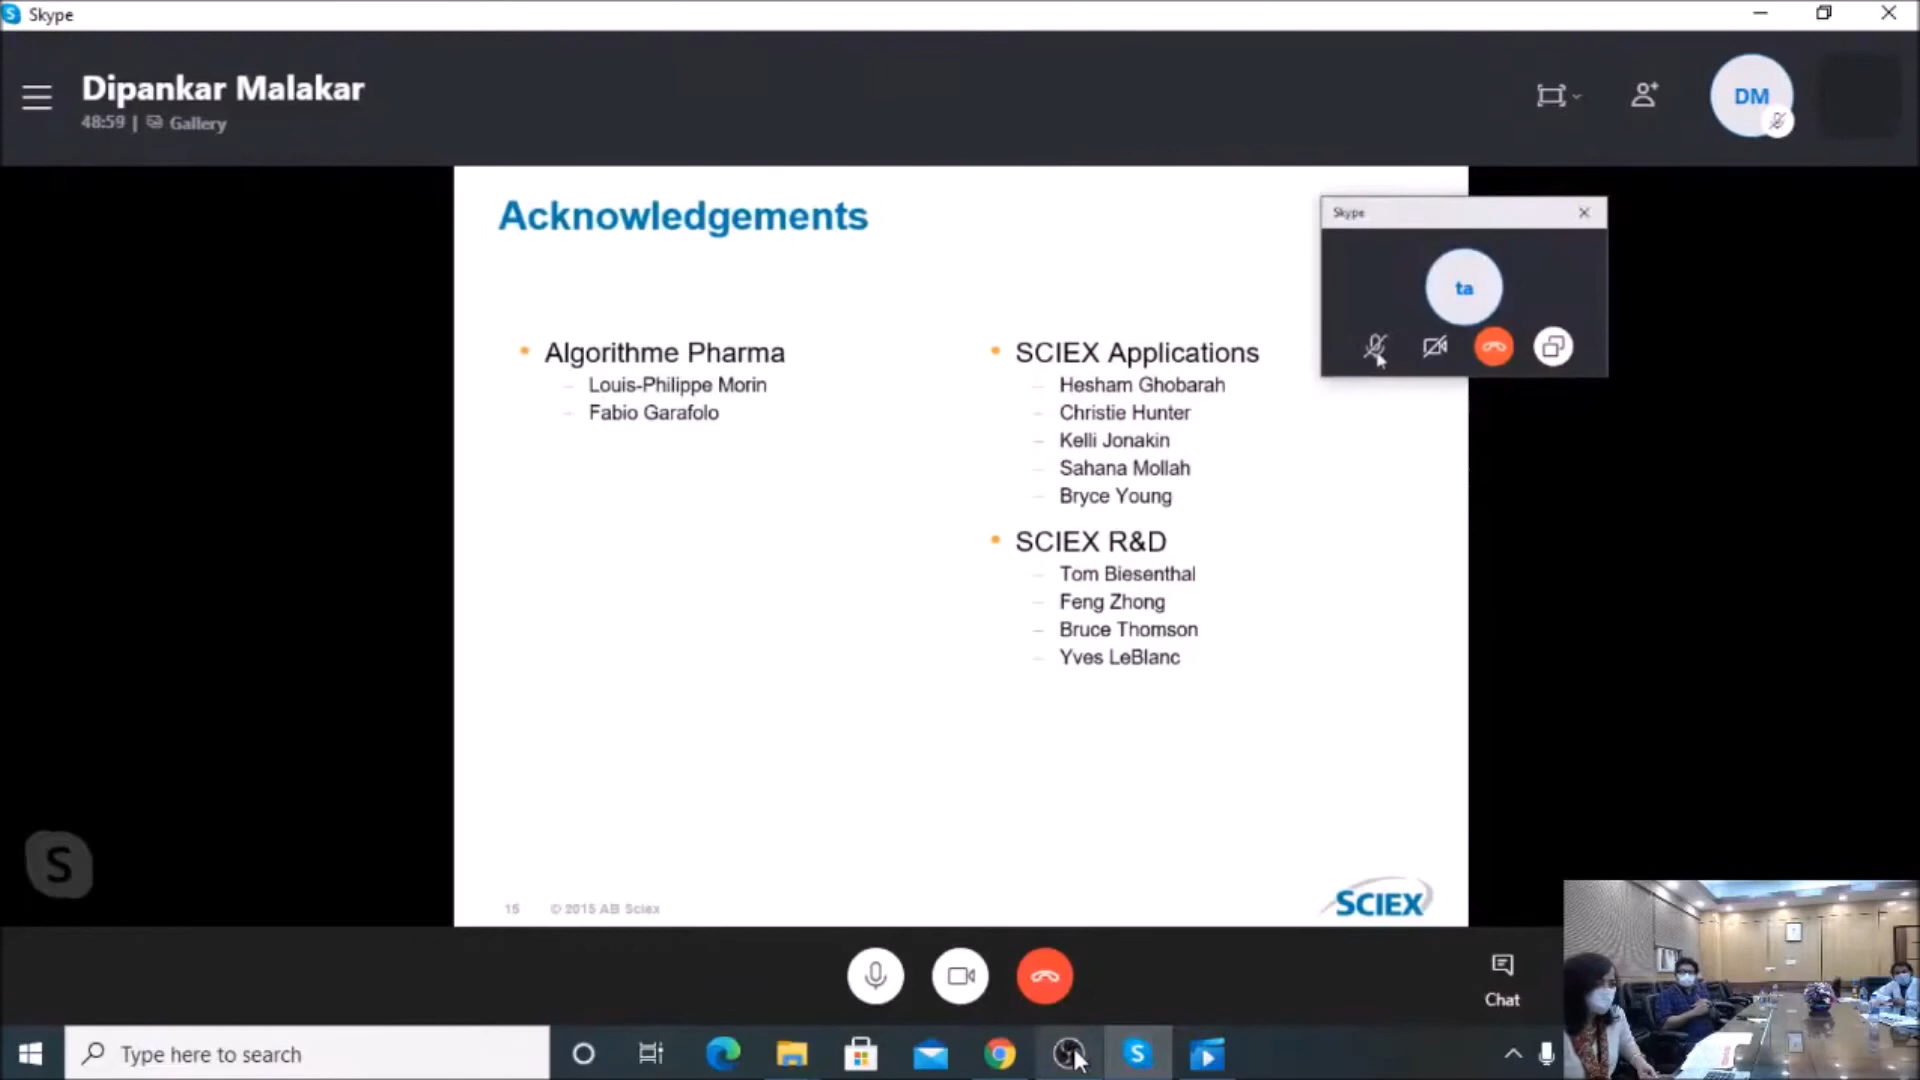 Skype
Dipankar Malakar
48:59 | Gallery
DM
Acknowledgements
Skype
ta
Algorithme Pharma
Louis-Philippe Morin
Fabio Garafolo
SCIEX Applications
Hesham Ghobarah
Christie Hunter
Kelli Jonakin
Sahana Mollah
Bryce Young
SCIEX R&D
Tom Biesenthal
Feng Zhong
Bruce Thomson
Yves LeBlanc
S
15 © 2015 AB Sciex
SCIEX
Chat
Type here to search